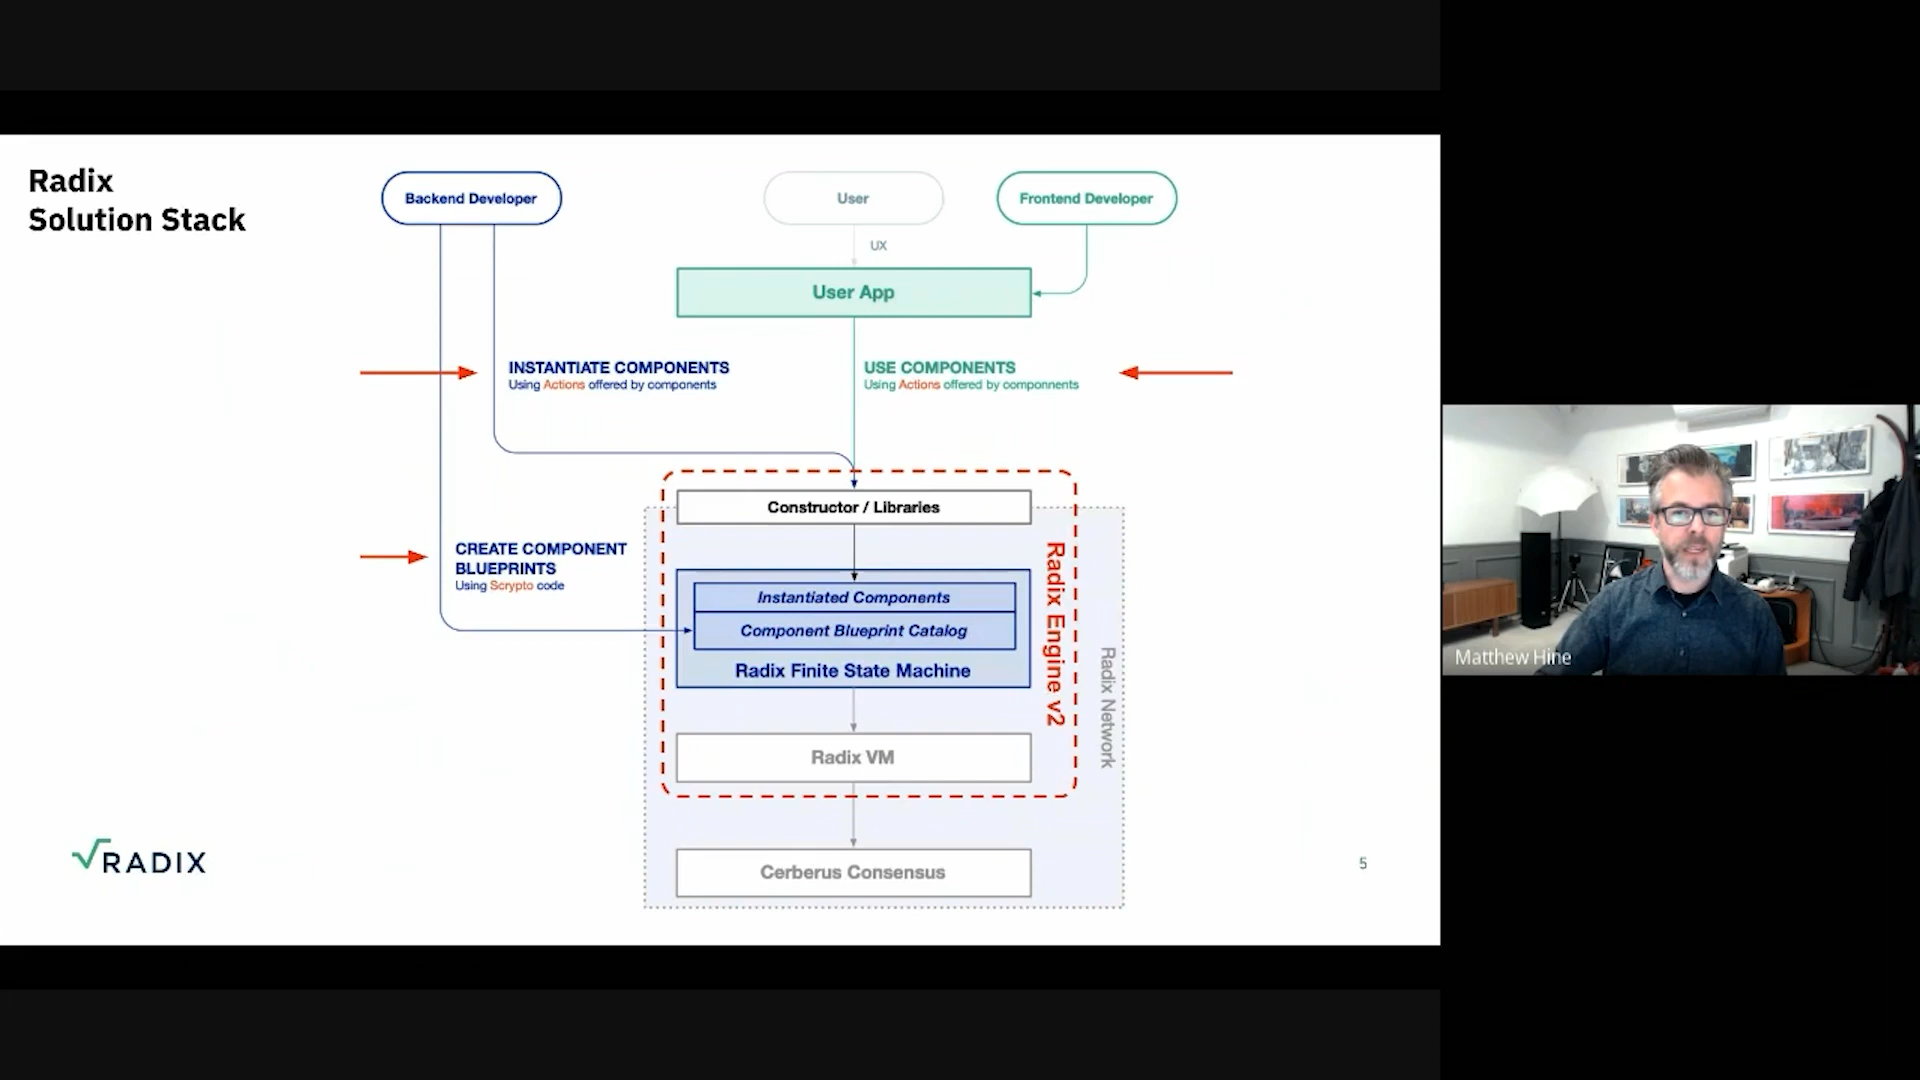 Radix
Solution Stack
Backend Developer
User
Frontend Developer
UX
User App
INSTANTIATE COMPONENTS
Using Actions offered by components
USE COMPONENTS
Using Actions offered by componnents
Constructor / Libraries
CREATE COMPONENT
BLUEPRINTS
Using Scrypto code
Instantiated Components
Component Blueprint Catalog
Radix Finite State Machine
Radix Engine v2
Radix Network
Radix VM
Cerberus Consensus
RADIX
5
Matthew Hine